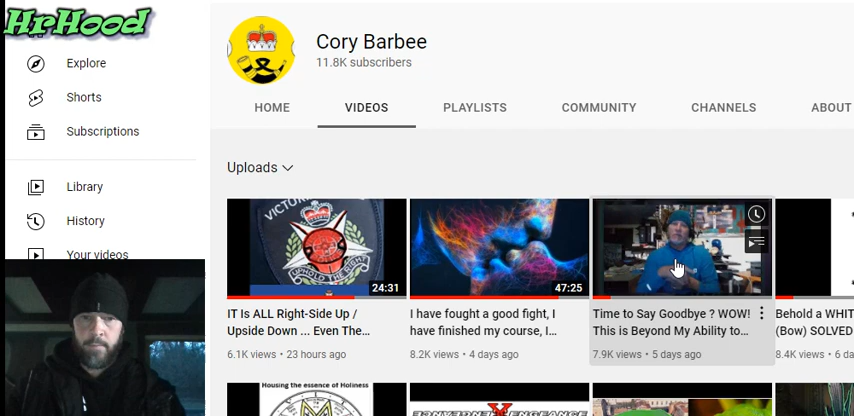 HrHood
Explore
Shorts
Subscriptions
Library
History
Your videos
Cory Barbee
11.8K subscribers
HOME VIDEOS PLAYLISTS COMMUNITY CHANNELS ABOUT
Uploads
VICTORIA
UPHOLD THE RIGHT
24:31
47:25
IT Is ALL Right-Side Up /
Upside Down ... Even The...
6.1K views • 23 hours ago
I have fought a good fight, I
have finished my course, I...
8.2K views • 4 days ago
Time to Say Goodbye ? WOW!
This is Beyond My Ability to...
7.9K views • 5 days ago
Behold a WHIT
(Bow) SOLVED
8.4K views • 6 da
Housing the essence of Holiness